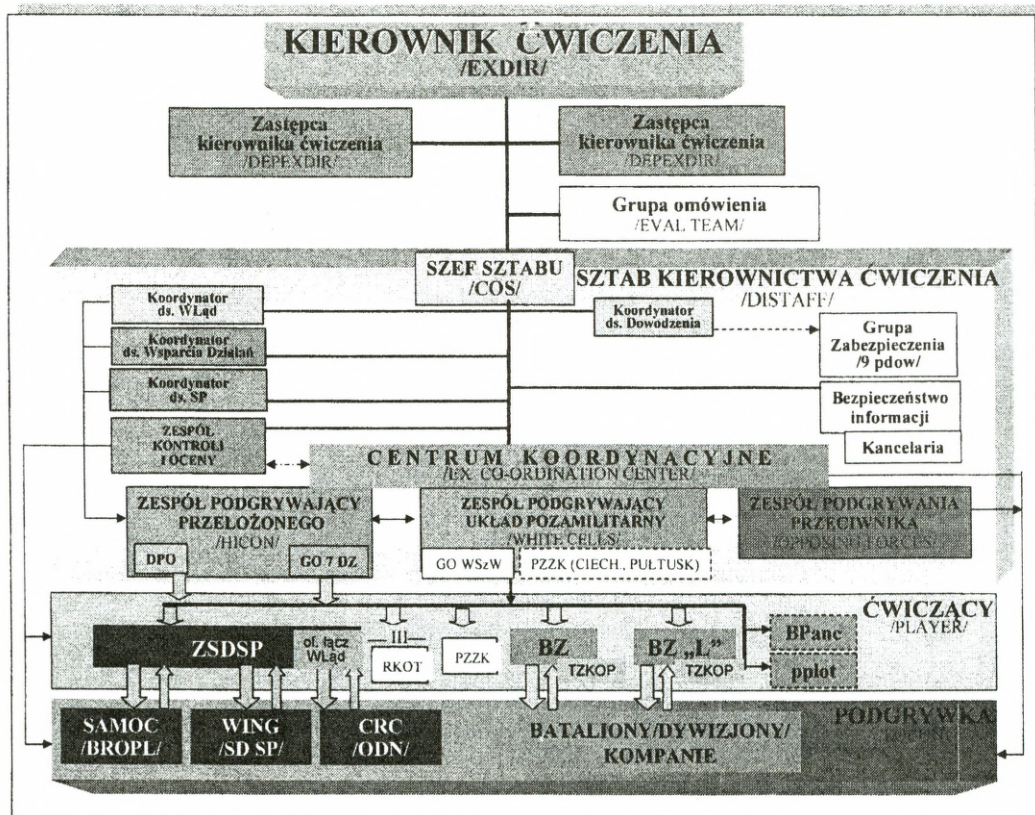 KIEROWNIK ĆWICZENIA
/EXDIR/
Zastępca
kierownika ćwiczenia
/DEPEXDIR/
Zastępca
kierownika ćwiczenia
/DEPEXDIR/
Grupa omówienia
/EVAL TEAM/
SZEF SZTABU
/COS/
SZTAB KIEROWNICTWA ĆWICZENIA
/DISTAFF/
Koordynator
ds. WLąd
Koordynator
ds. Wsparcia Działań
Koordynator
ds. SP
ZESPÓŁ
KONTROLI
I OCENY
Koordynator
ds. Dowodzenia
Grupa
Zabezpieczenia
/9 pdow/
Bezpieczeństwo
informacji
Kancelaria
CENTRUM KOORDYNACYJNE
/EX. CO-ORDINATION CENTER/
ZESPÓŁ PODGRYWAJĄCY
PRZEŁOŻONEGO
/HICON/
DPO
GO 7 DZ
ZESPÓŁ PODGRYWAJĄCY
UKŁAD POZAMILITARNY
/WHITE CELLS/
GO WSzW
PZZK (CIECH., PUŁTUSK)
ZESPÓŁ PODGRYWANIA
PRZECIWNIKA
/OPPOSING FORCES/
ĆWICZĄCY
/PLAYER/
ZSDSP
of. łącz
WLąd
III
RKOT
PZZK
BZ
TZKOP
BZ „L”
TZKOP
BPanc
pplot
SAMOC
/BROPL/
WING
/SD SP/
CRC
/ODN/
BATALIONY/DYWIZJONY/
KOMPANIE
PODGRYWKA